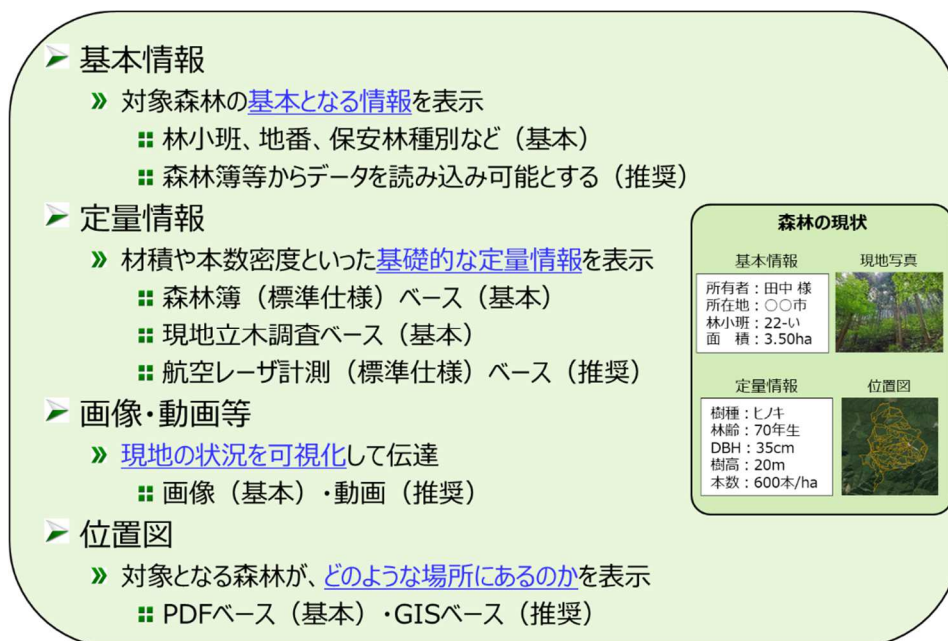 基本情報
対象森林の基本となる情報を表示
林小班、地番、保安林種別など（基本）
森林簿等からデータを読み込み可能とする（推奨）
定量情報
材積や本数密度といった基礎的な定量情報を表示
森林簿（標準仕様）ベース（基本）
現地立木調査ベース（基本）
航空レーザ計測（標準仕様）ベース（推奨）
画像・動画等
現地の状況を可視化して伝達
画像（基本）・動画（推奨）
位置図
対象となる森林が、どのような場所にあるのかを表示
PDFベース（基本）・GISベース（推奨）
森林の現状
基本情報
所有者：田中 様
所在地：○○市
林小班：22-い
面　積：3.50ha
現地写真
定量情報
樹種：ヒノキ
林齢：70年生
DBH：35cm
樹高：20m
本数：600本/ha
位置図